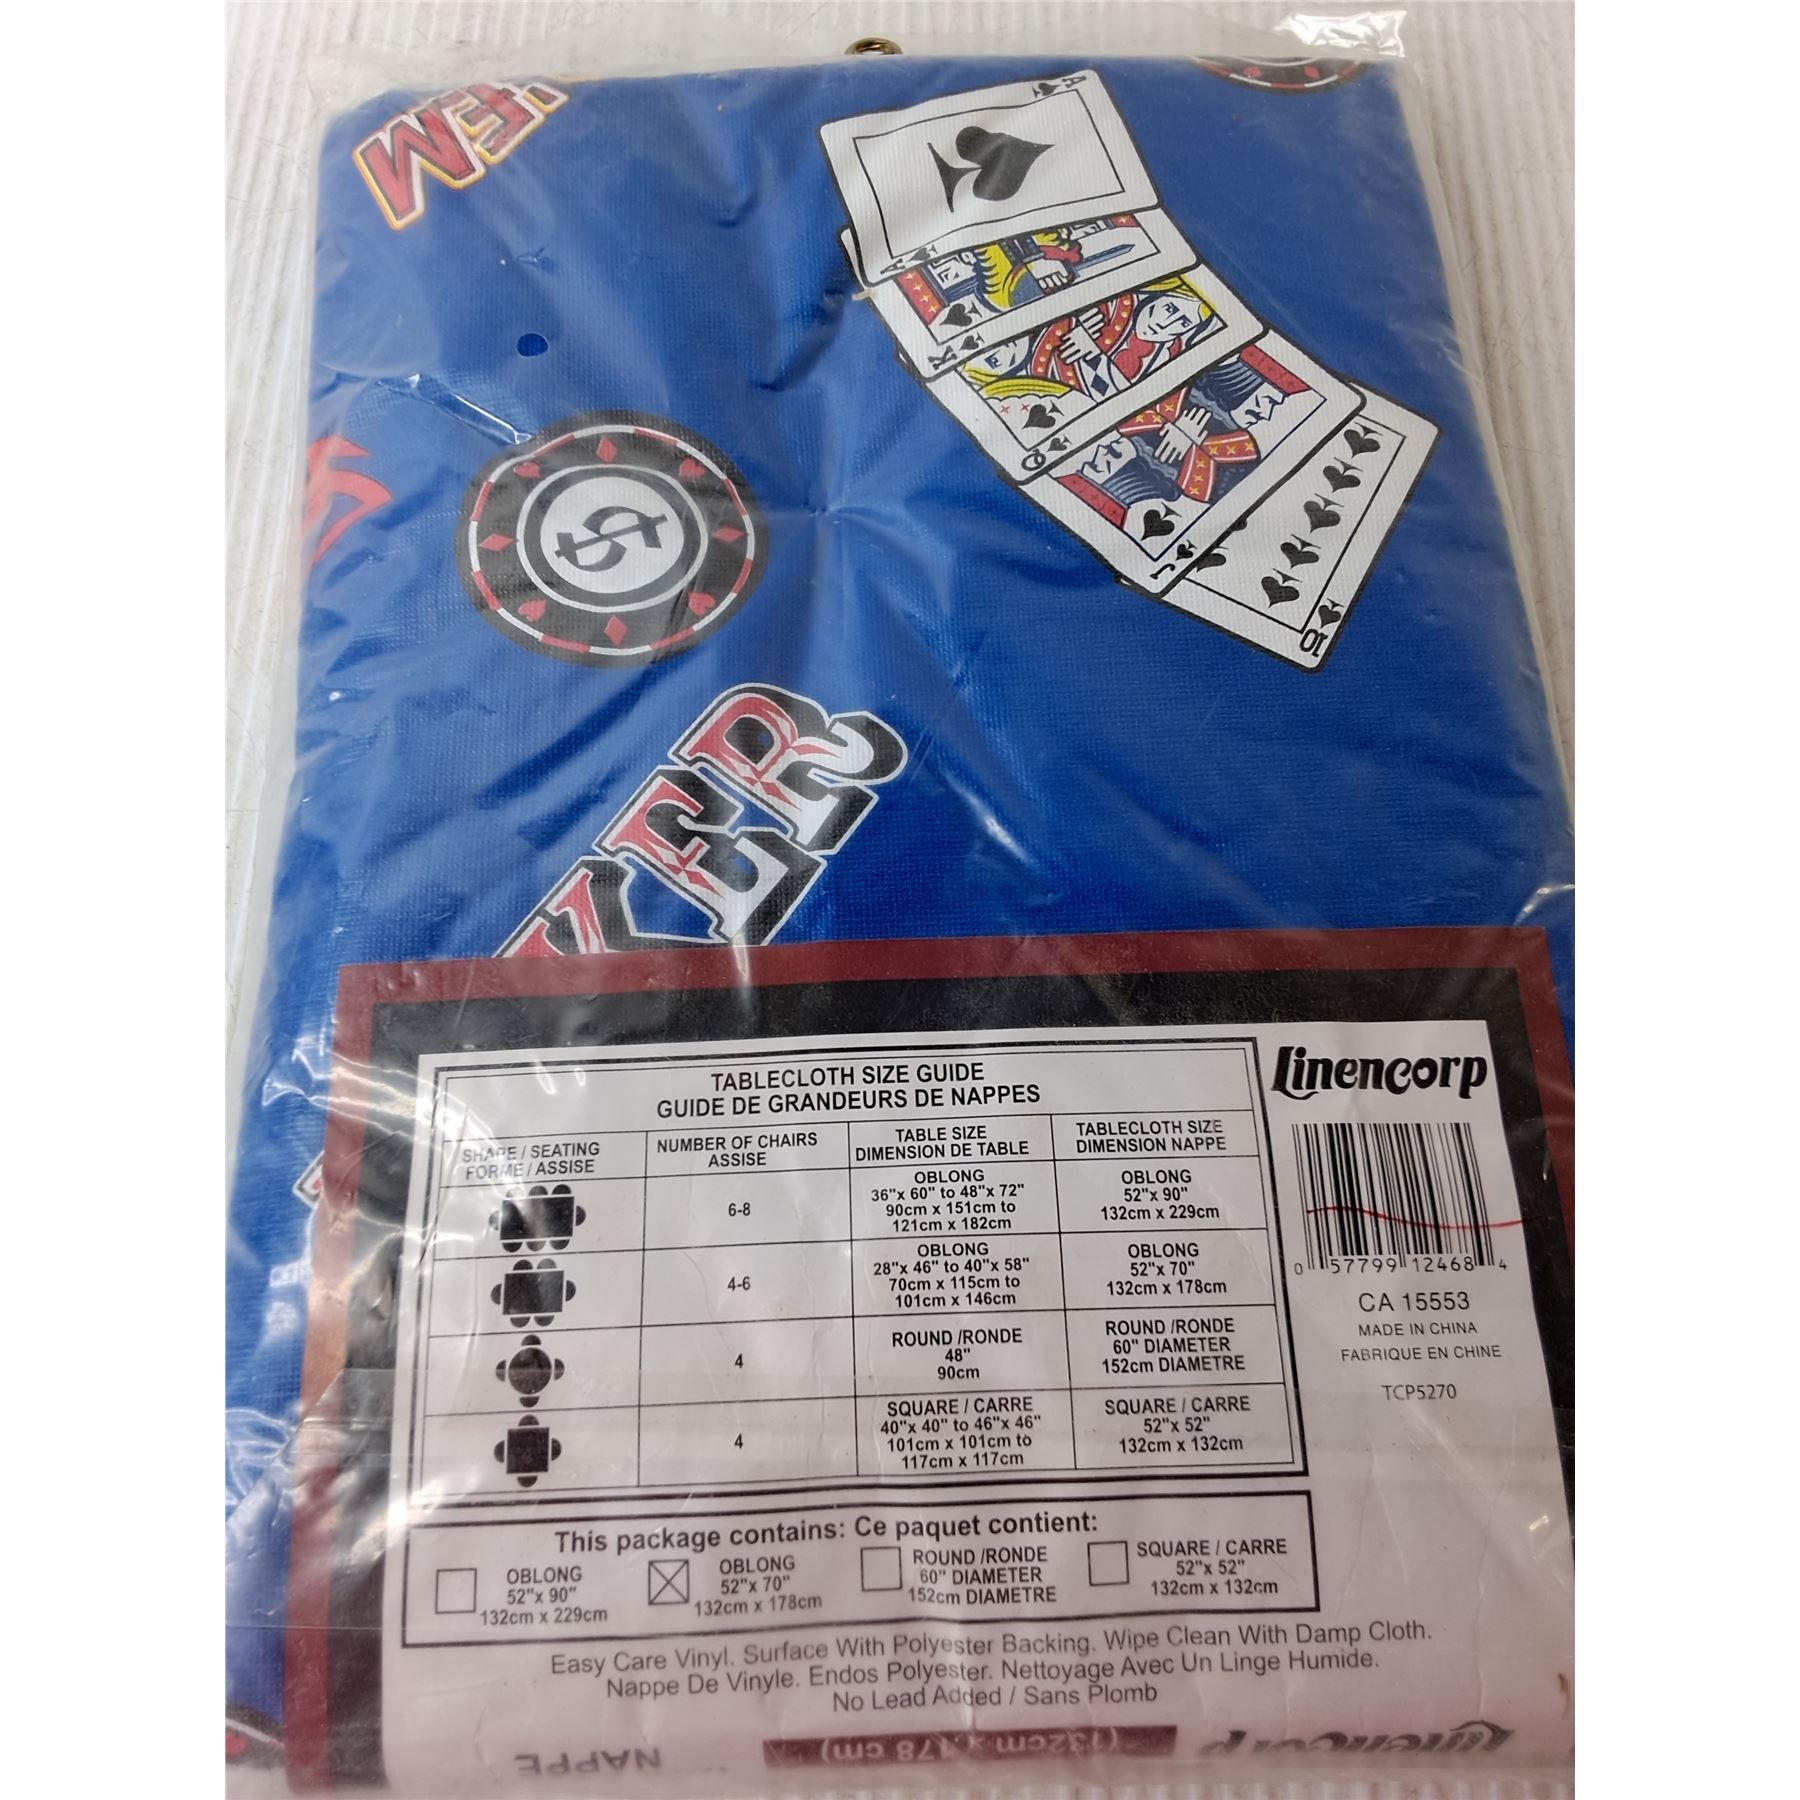 'EM
A
A
K
Q
J
10
$
KER
TABLECLOTH SIZE GUIDE
GUIDE DE GRANDEURS DE NAPPES
SHAPE / SEATING
FORME / ASSISE
NUMBER OF CHAIRS
ASSISE
TABLE SIZE
DIMENSION DE TABLE
TABLECLOTH SIZE
DIMENSION NAPPE
6-8
OBLONG
36"x 60" to 48"x 72"
90cm x 151cm to
121cm x 182cm
OBLONG
52"x 90"
132cm x 229cm
4-6
OBLONG
28"x 46" to 40"x 58"
70cm x 115cm to
101cm x 146cm
OBLONG
52"x 70"
132cm x 178cm
4
ROUND /RONDE
48"
90cm
ROUND /RONDE
60" DIAMETER
152cm DIAMETRE
4
SQUARE / CARRE
40"x 40" to 46"x 46"
101cm x 101cm to
117cm x 117cm
SQUARE / CARRE
52"x 52"
132cm x 132cm
Linencorp
0 57799 12468 4
CA 15553
MADE IN CHINA
FABRIQUE EN CHINE
TCP5270
This package contains: Ce paquet contient:
OBLONG
52"x 90"
132cm x 229cm
OBLONG
52"x 70"
132cm x 178cm
ROUND /RONDE
60" DIAMETER
152cm DIAMETRE
SQUARE / CARRE
52"x 52"
132cm x 132cm
Easy Care Vinyl. Surface With Polyester Backing. Wipe Clean With Damp Cloth.
Nappe De Vinyle. Endos Polyester. Nettoyage Avec Un Linge Humide.
No Lead Added / Sans Plomb
Linencorp
(132cm x 178 cm)
NAPPE